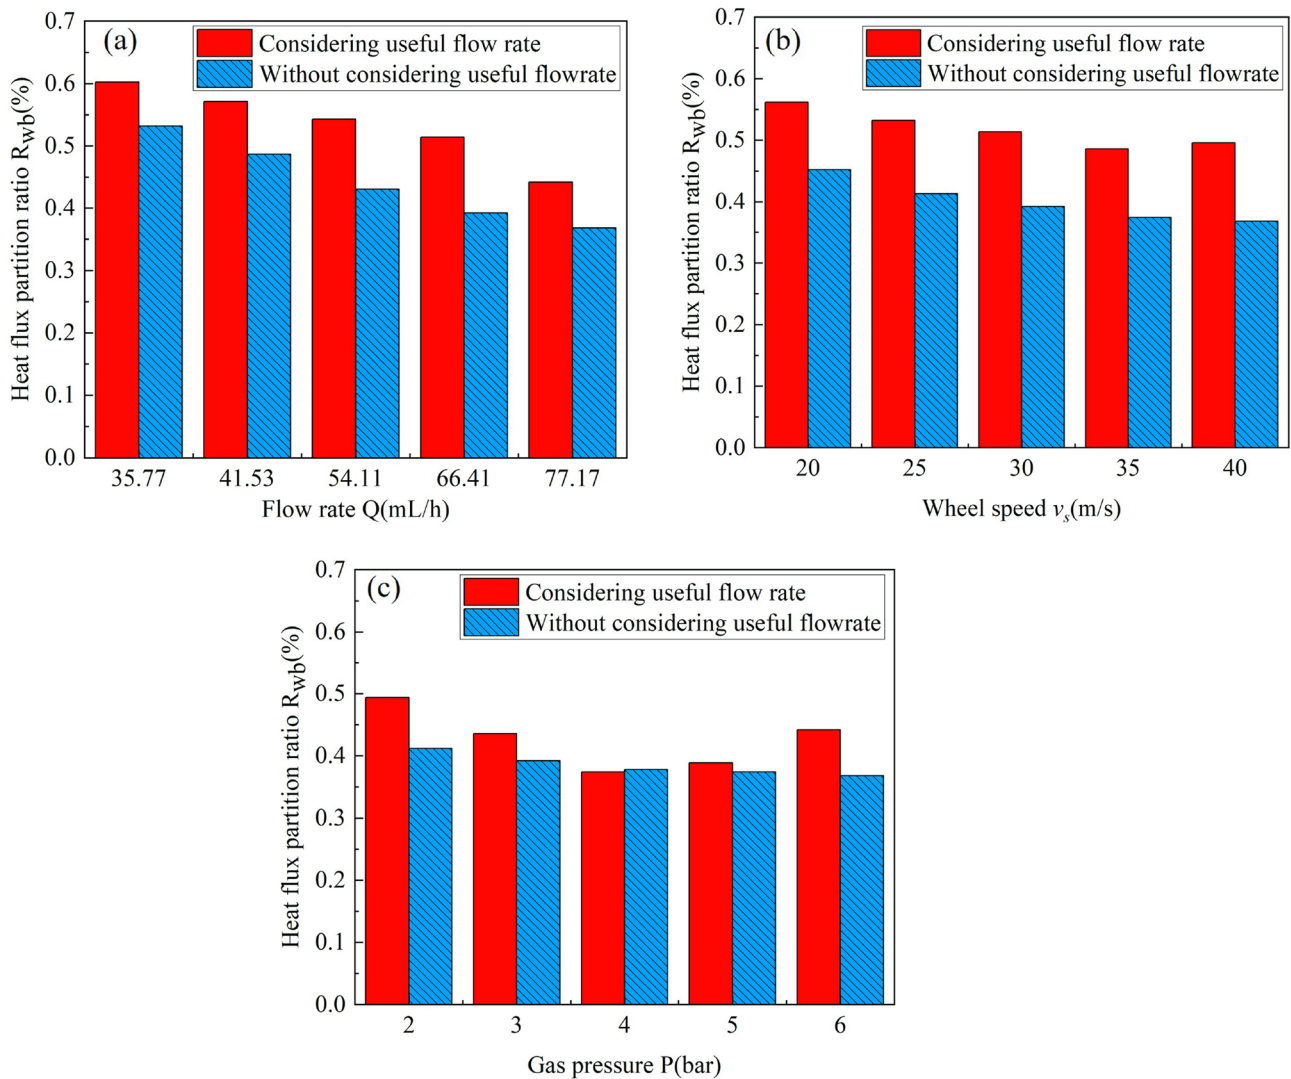 (a)
Considering useful flow rate
Without considering useful flowrate
Heat flux partition ratio Rwb(%)
0.7
0.6
0.5
0.4
0.3
0.2
0.1
0.0
35.77 41.53 54.11 66.41 77.17
Flow rate Q(mL/h)
(b)
Considering useful flow rate
Without considering useful flowrate
Heat flux partition ratio Rwb(%)
0.7
0.6
0.5
0.4
0.3
0.2
0.1
0.0
20 25 30 35 40
Wheel speed vs(m/s)
(c)
Considering useful flow rate
Without considering useful flowrate
Heat flux partition ratio Rwb(%)
0.7
0.6
0.5
0.4
0.3
0.2
0.1
0.0
2 3 4 5 6
Gas pressure P(bar)